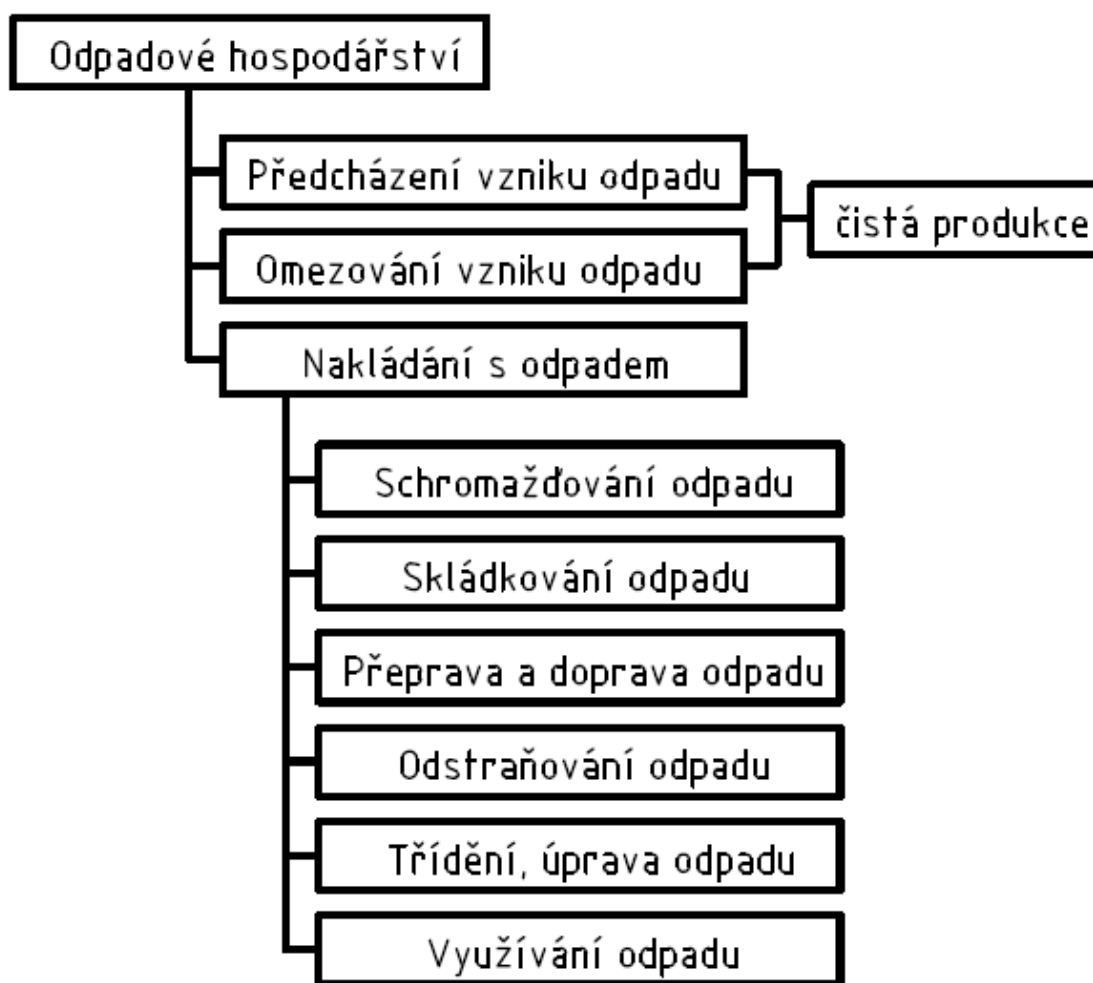 Odpadové hospodářství
Předcházení vzniku odpadu
čistá produkce
Omezování vzniku odpadu
Nakládání s odpadem
Schromažďování odpadu
Skládkování odpadu
Přeprava a doprava odpadu
Odstraňování odpadu
Třídění, úprava odpadu
Využívání odpadu